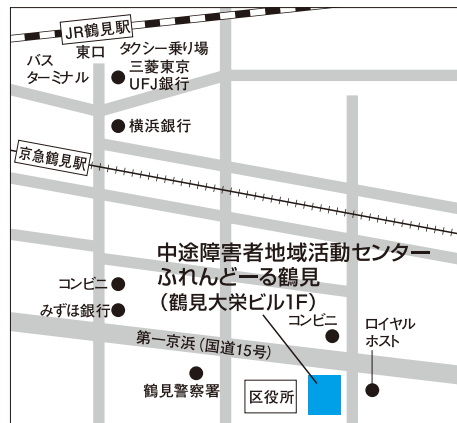 JR鶴見駅
東口
タクシー乗り場
バス
ターミナル
三菱東京
UFJ銀行
横浜銀行
京急鶴見駅
中途障害者地域活動センター
ふれんどーる鶴見
（鶴見大栄ビル1F）
コンビニ
みずほ銀行
コンビニ
ロイヤル
ホスト
第一京浜（国道15号）
鶴見警察署
区役所